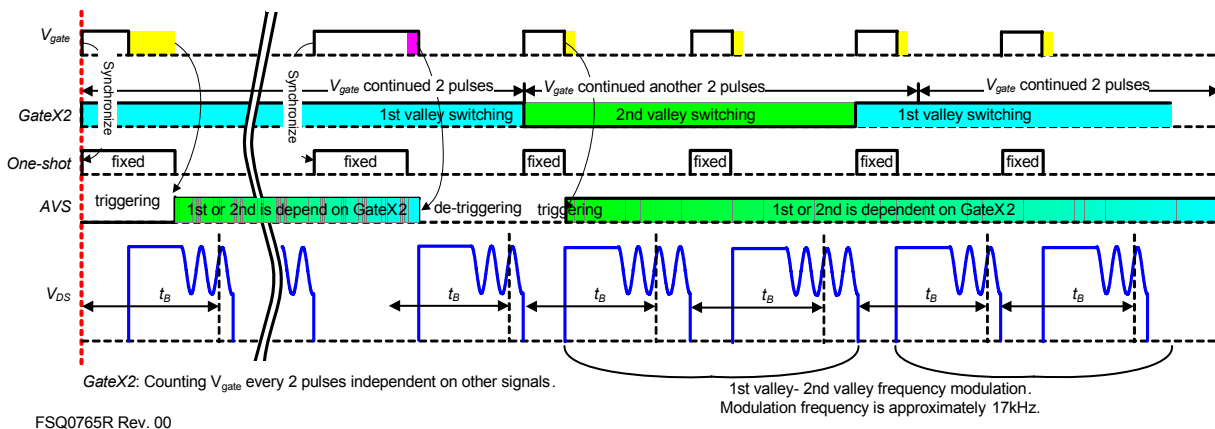 Vgate
Synchronize
Synchronize
Vgate continued 2 pulses
Vgate continued another 2 pulses
Vgate continued 2 pulses
GateX2
1st valley switching
2nd valley switching
1st valley switching
One-shot
fixed
fixed
fixed
fixed
fixed
fixed
AVS
triggering
1st or 2nd is depend on GateX2
de-triggering
triggering
1st or 2nd is dependent on GateX2
VDS
tB
tB
tB
tB
tB
tB
GateX2: Counting Vgate every 2 pulses independent on other signals.
1st valley- 2nd valley frequency modulation.
Modulation frequency is approximately 17kHz.
FSQ0765R Rev. 00